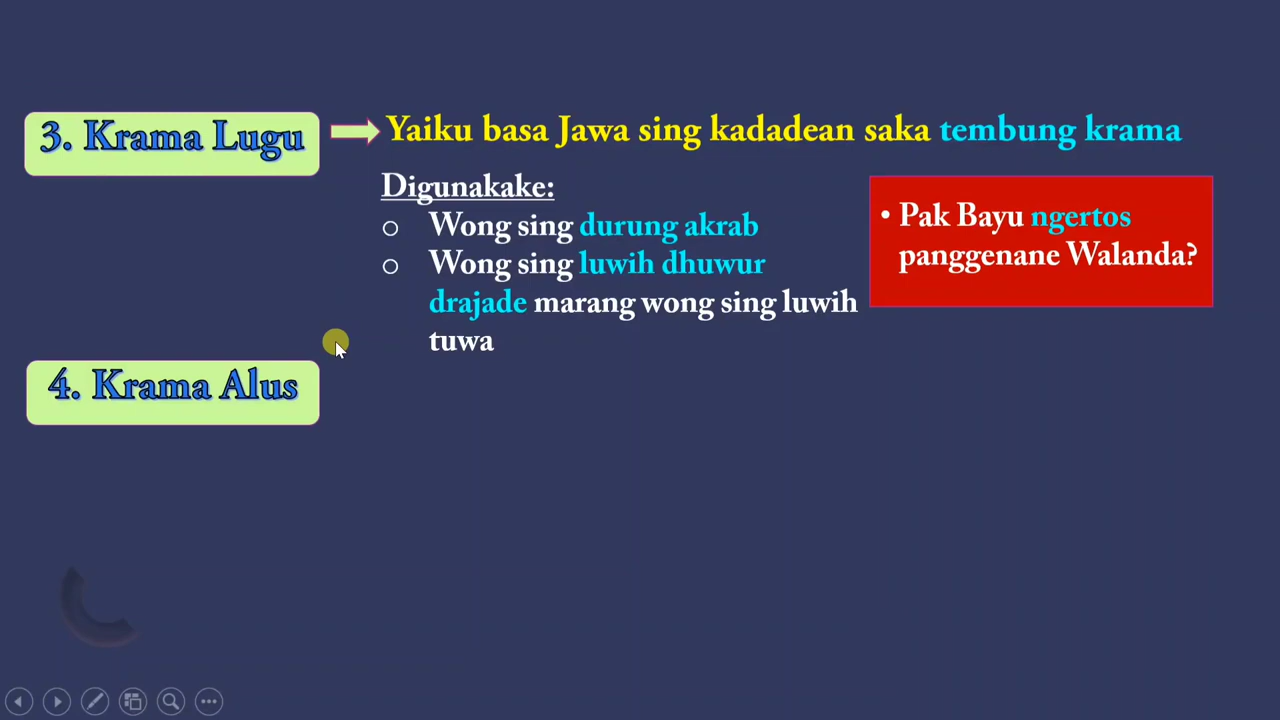 3. Krama Lugu
Yaiku basa Jawa sing kadadean saka tembung krama
Digunakake:
o Wong sing durung akrab
o Wong sing luwih dhuwur
drajade marang wong sing luwih
tuwa
• Pak Bayu ngertos
panggenane Walanda?
4. Krama Alus